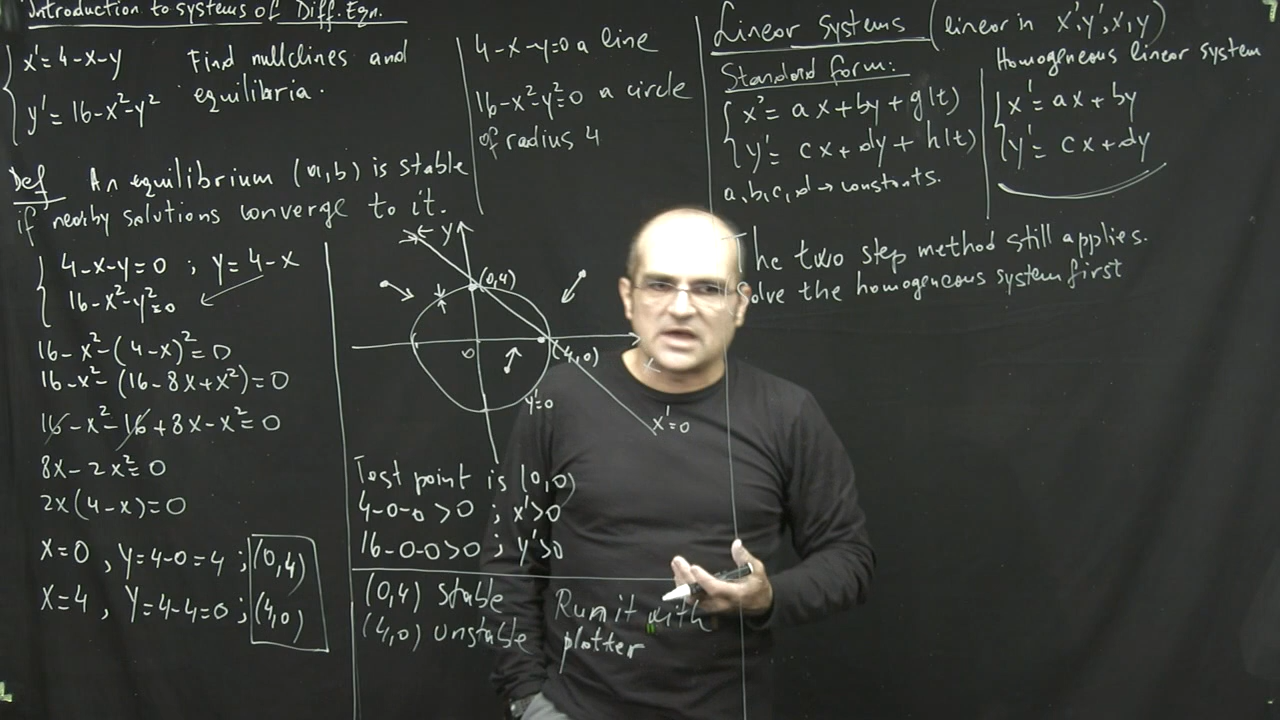 Introduction to systems of Diff. Eqn.
x' = 4-x-y
y' = 16-x²-y²
Find nullclines and
equilibria.
4-x-y=0 a line
16-x²-y²=0 a circle
of radius 4
Def An equilibrium (a,b) is stable
if nearby solutions converge to it.
4-x-y=0 ; y=4-x
16-x²-y²=0
16-x²-(4-x)²=0
16-x²-(16-8x+x²)=0
16-x²-16+8x-x²=0
8x-2x²=0
2x(4-x)=0
x=0, y=4-0=4 ; (0,4)
x=4, y=4-4=0 ; (4,0)
y
(0,4)
0
(4,0)
x
y'=0
x'=0
Test point is (0,0)
4-0-0>0 ; x'>0
16-0-0>0 ; y'>0
(0,4) stable
(4,0) unstable
Run it with
plotter
Linear systems (linear in x',y',x,y)
Standard form:
x' = ax+by+g(t)
y' = cx+dy+h(t)
a,b,c,d → constants.
Homogeneous linear system
x' = ax+by
y' = cx+dy
The two step method still applies.
Solve the homogeneous system first